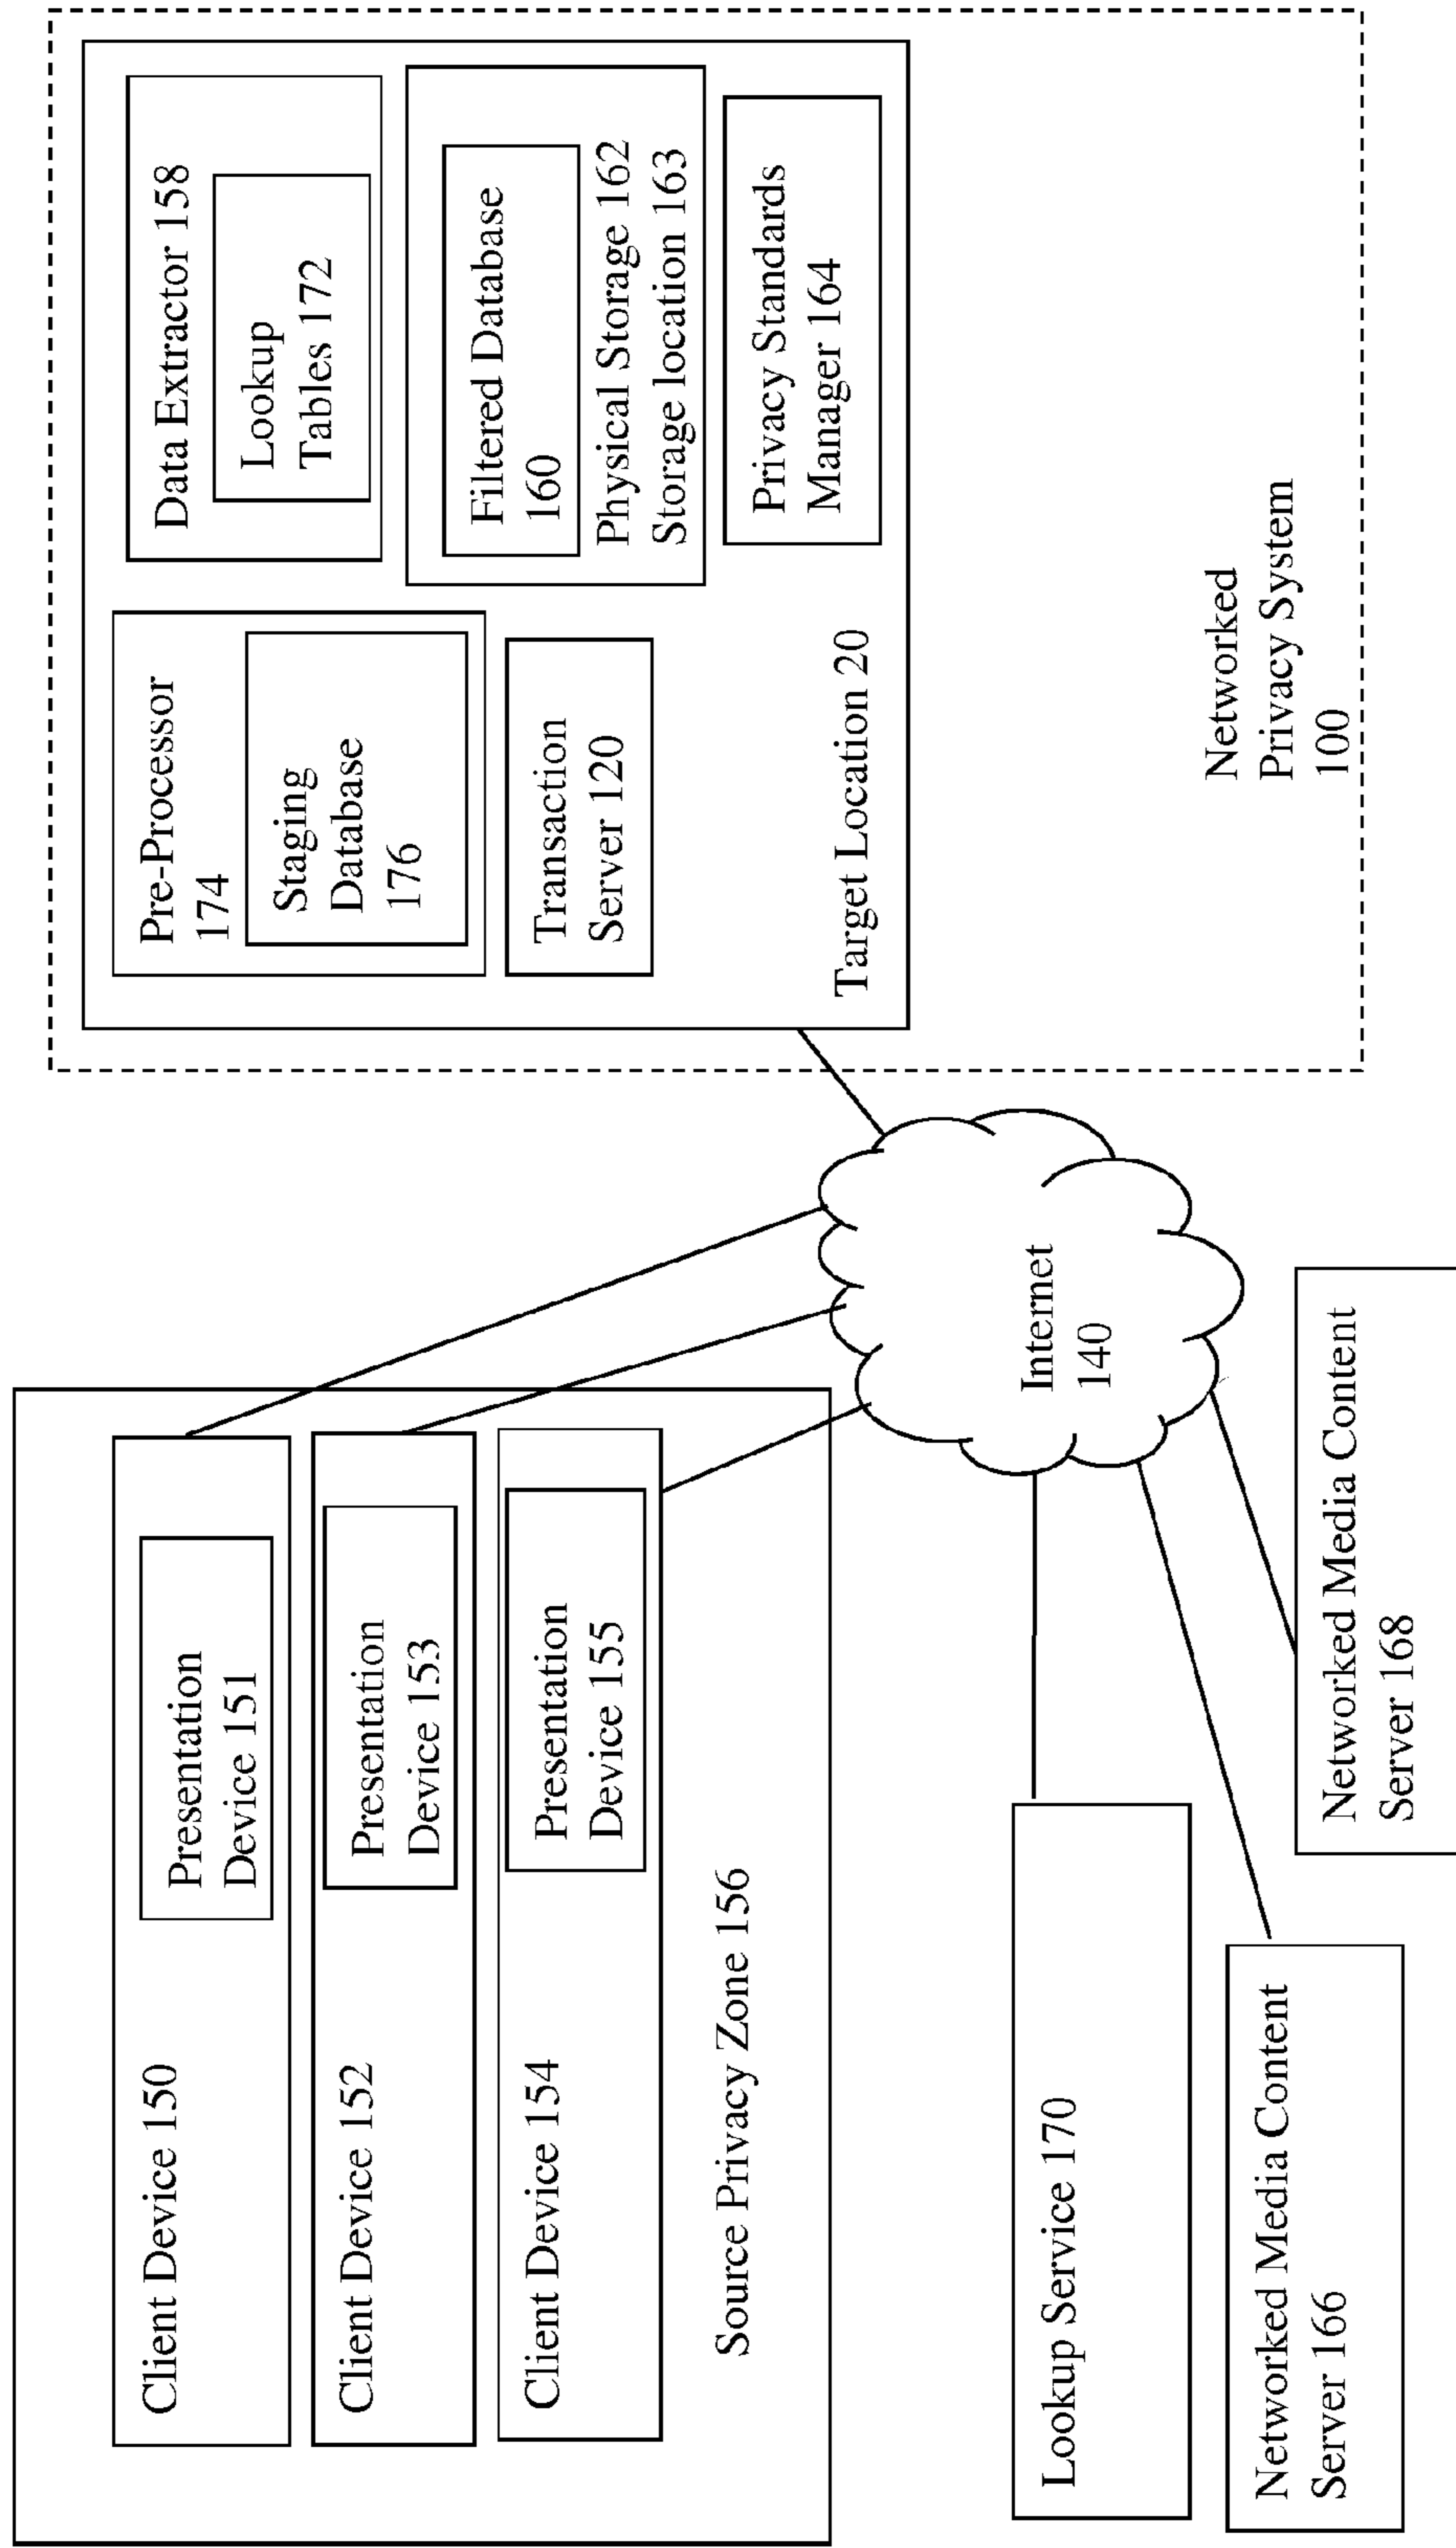 Client Device 150
Presentation
Device 151
Client Device 152
Presentation
Device 153
Client Device 154
Presentation
Device 155
Source Privacy Zone 156
Lookup Service 170
Networked Media Content
Server 166
Networked Media Content
Server 168
Internet
140
Pre-Processor
174
Staging
Database
176
Transaction
Server 120
Target Location 20
Data Extractor 158
Lookup
Tables 172
Filtered Database
160
Physical Storage 162
Storage location 163
Privacy Standards
Manager 164
Networked
Privacy System
100